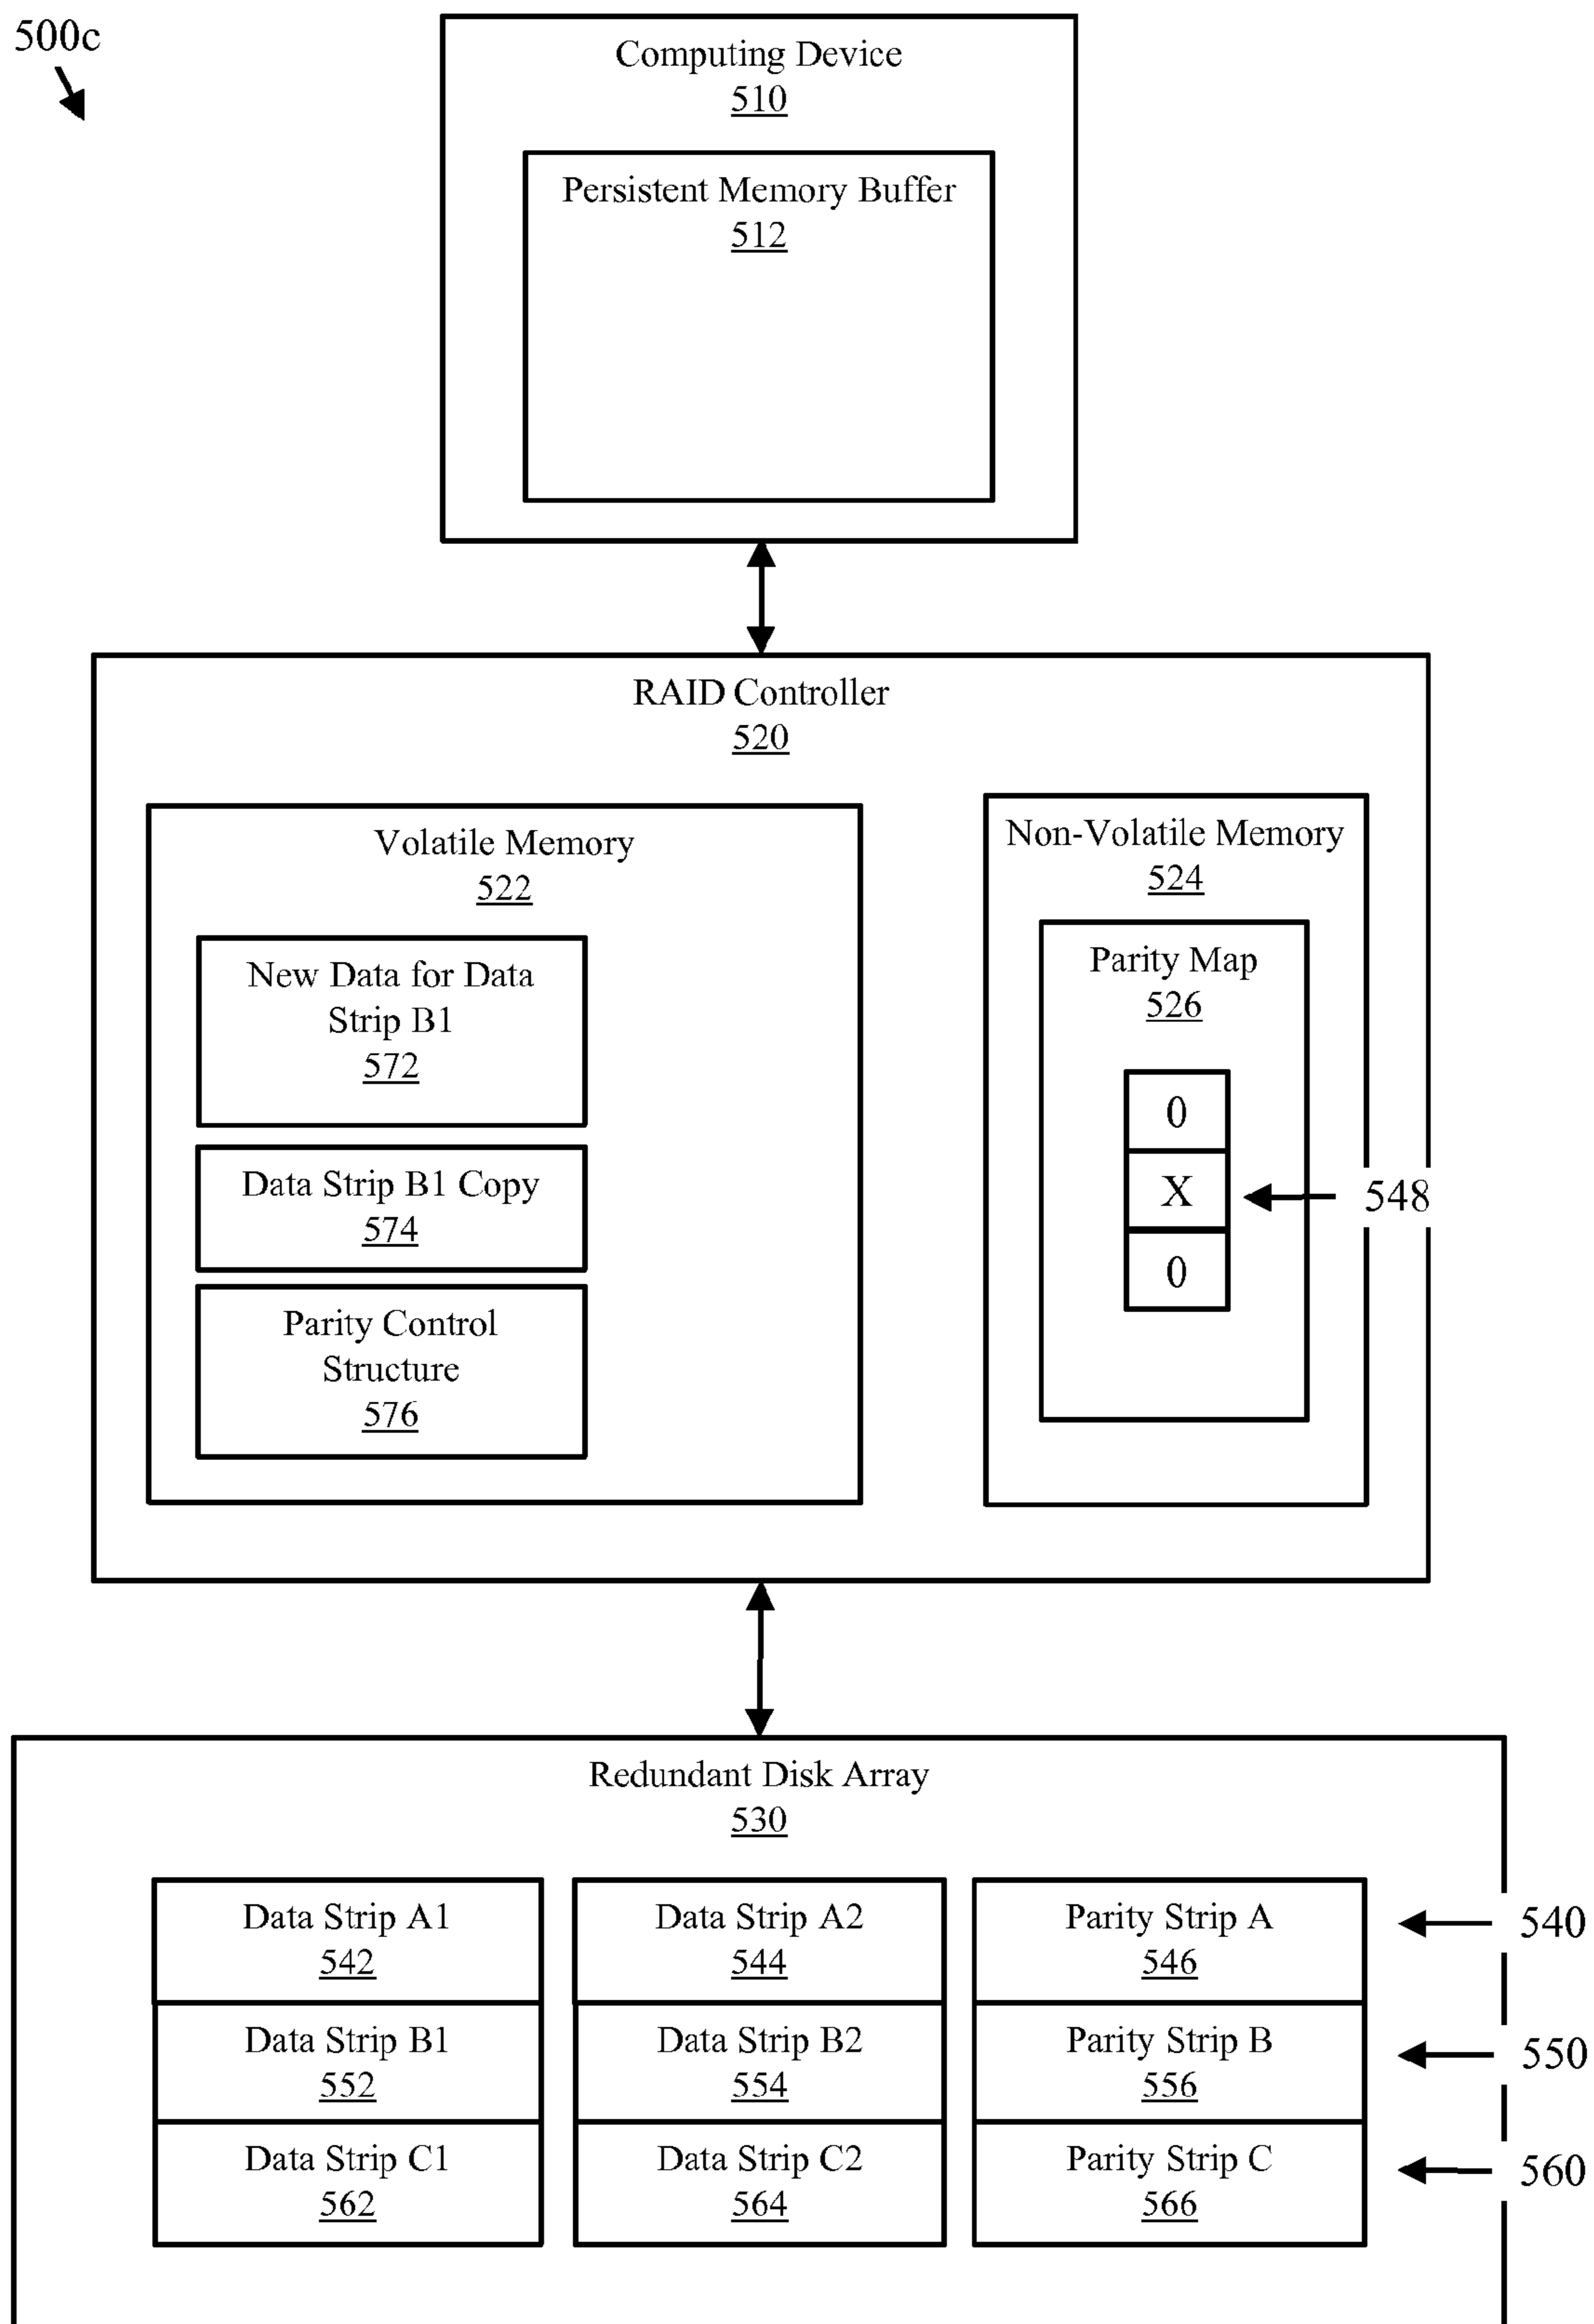 500c
Computing Device
510
Persistent Memory Buffer
512
RAID Controller
520
Volatile Memory
522
New Data for Data
Strip B1
572
Data Strip B1 Copy
574
Parity Control
Structure
576
Non-Volatile Memory
524
Parity Map
526
0
X
0
548
Redundant Disk Array
530
Data Strip A1
542
Data Strip A2
544
Parity Strip A
546
540
Data Strip B1
552
Data Strip B2
554
Parity Strip B
556
550
Data Strip C1
562
Data Strip C2
564
Parity Strip C
566
560